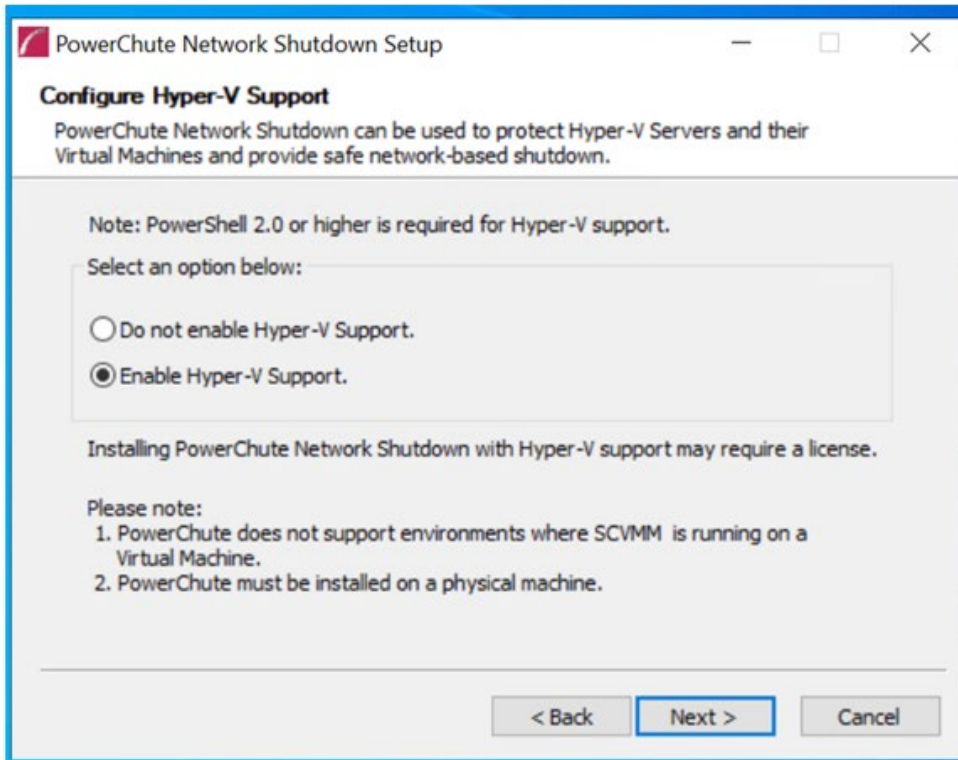 PowerChute Network Shutdown Setup
Configure Hyper-V Support
PowerChute Network Shutdown can be used to protect Hyper-V Servers and their
Virtual Machines and provide safe network-based shutdown.
Note: PowerShell 2.0 or higher is required for Hyper-V support.
Select an option below:
Do not enable Hyper-V Support.
Enable Hyper-V Support.
Installing PowerChute Network Shutdown with Hyper-V support may require a license.
Please note:
1. PowerChute does not support environments where SCVMM is running on a
Virtual Machine.
2. PowerChute must be installed on a physical machine.
< Back Next > Cancel